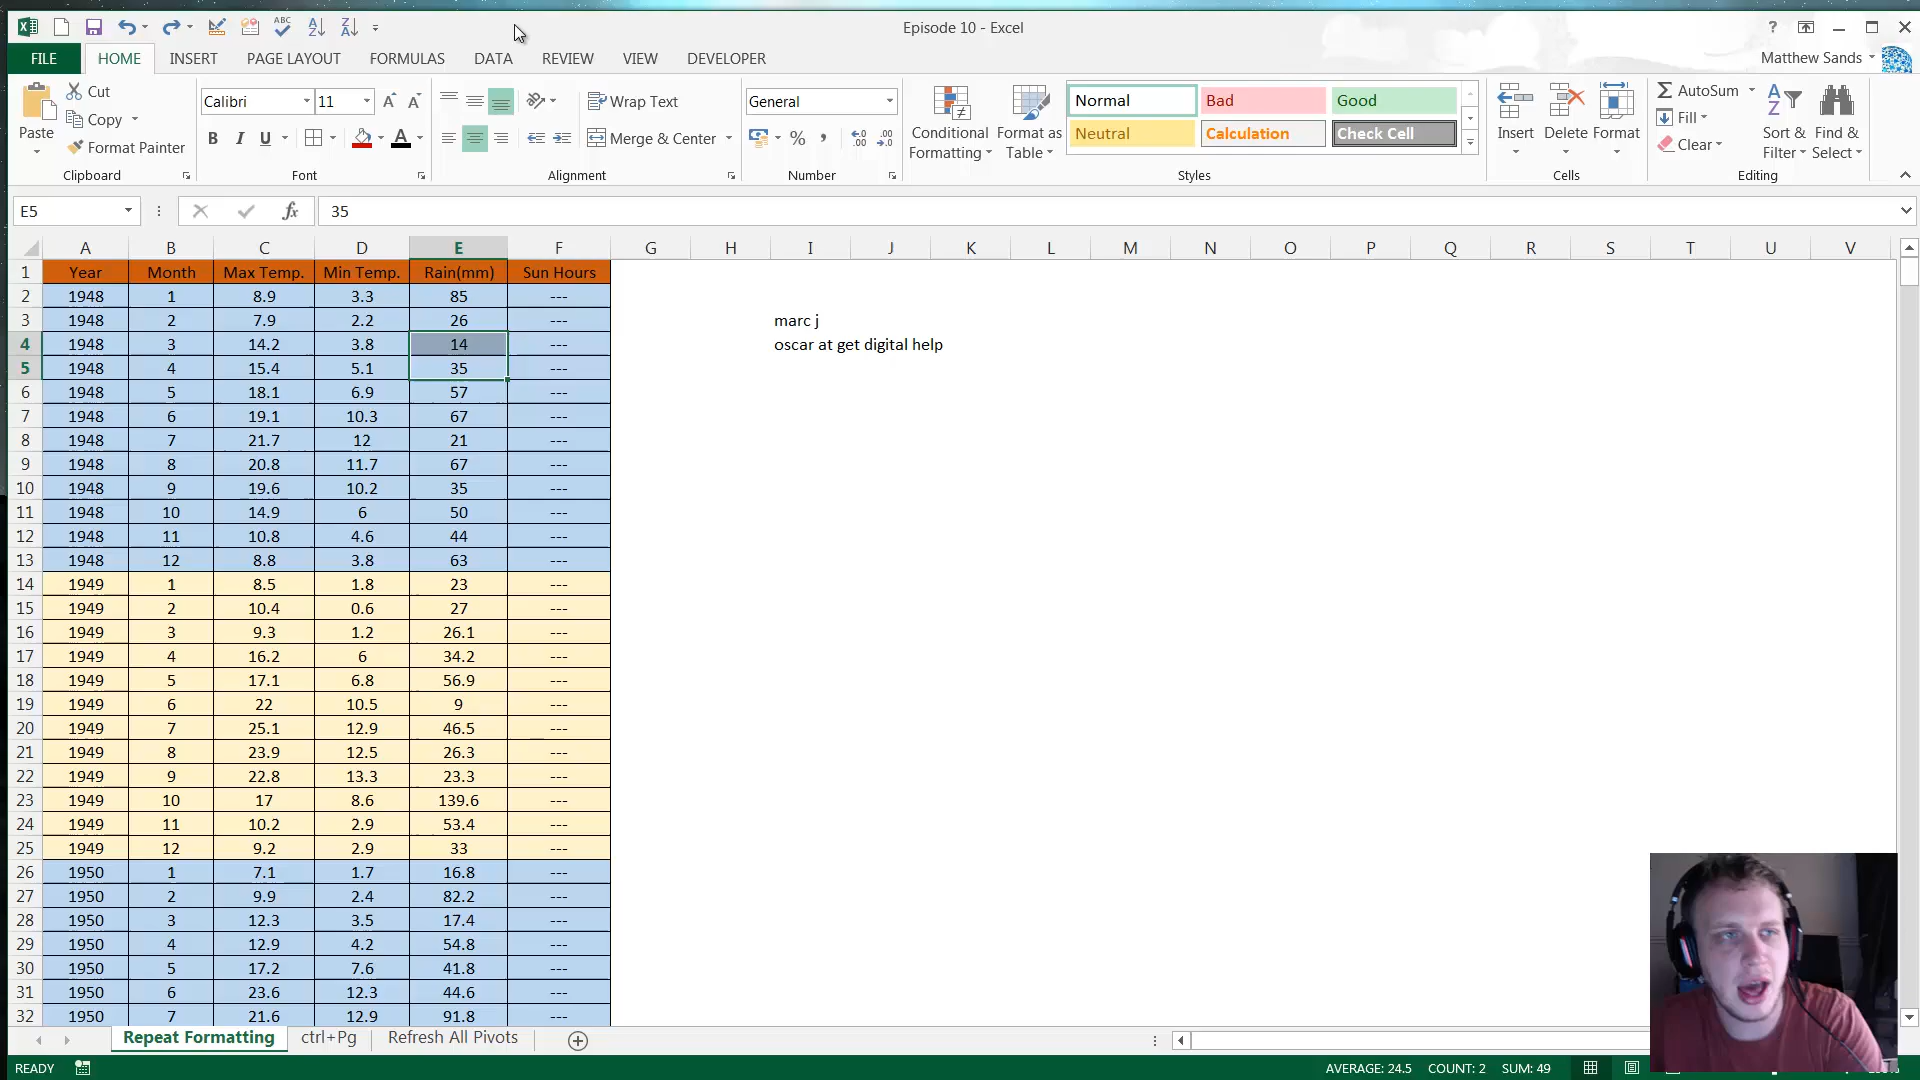 Episode 10 - Excel
?
FILE HOME INSERT PAGE LAYOUT FORMULAS DATA REVIEW VIEW DEVELOPER Matthew Sands
Paste
Cut
Copy
Format Painter
Clipboard
Calibri 11
B I U
Font
Wrap Text
Merge & Center
Alignment
General
%
Number
Conditional Formatting
Format as Table
Normal Bad Good
Neutral Calculation Check Cell
Styles
Insert Delete Format
Cells
AutoSum
Fill
Clear
Sort & Filter
Find & Select
Editing
E5 fx 35
A B C D E F G H I J K L M N O P Q R S T U V
1 Year Month Max Temp. Min Temp. Rain(mm) Sun Hours
2 1948 1 8.9 3.3 85 ---
3 1948 2 7.9 2.2 26 --- marc j
4 1948 3 14.2 3.8 14 --- oscar at get digital help
5 1948 4 15.4 5.1 35 ---
6 1948 5 18.1 6.9 57 ---
7 1948 6 19.1 10.3 67 ---
8 1948 7 21.7 12 21 ---
9 1948 8 20.8 11.7 67 ---
10 1948 9 19.6 10.2 35 ---
11 1948 10 14.9 6 50 ---
12 1948 11 10.8 4.6 44 ---
13 1948 12 8.8 3.8 63 ---
14 1949 1 8.5 1.8 23 ---
15 1949 2 10.4 0.6 27 ---
16 1949 3 9.3 1.2 26.1 ---
17 1949 4 16.2 6 34.2 ---
18 1949 5 17.1 6.8 56.9 ---
19 1949 6 22 10.5 9 ---
20 1949 7 25.1 12.9 46.5 ---
21 1949 8 23.9 12.5 26.3 ---
22 1949 9 22.8 13.3 23.3 ---
23 1949 10 17 8.6 139.6 ---
24 1949 11 10.2 2.9 53.4 ---
25 1949 12 9.2 2.9 33 ---
26 1950 1 7.1 1.7 16.8 ---
27 1950 2 9.9 2.4 82.2 ---
28 1950 3 12.3 3.5 17.4 ---
29 1950 4 12.9 4.2 54.8 ---
30 1950 5 17.2 7.6 41.8 ---
31 1950 6 23.6 12.3 44.6 ---
32 1950 7 21.6 12.9 91.8 ---
Repeat Formatting ctrl+Pg Refresh All Pivots
READY AVERAGE: 24.5 COUNT: 2 SUM: 49